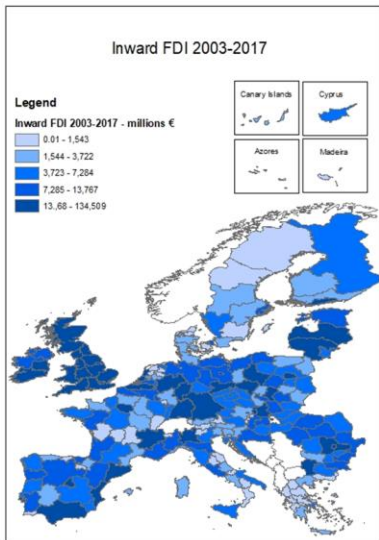 Inward FDI 2003-2017
Canary Islands
Cyprus
Legend
Inward FDI 2003-2017 - millions €
0.01 - 1,543
1,544 - 3,722
3,723 - 7,284
7,285 - 13,767
13,,68 - 134,509
Azores
Madeira